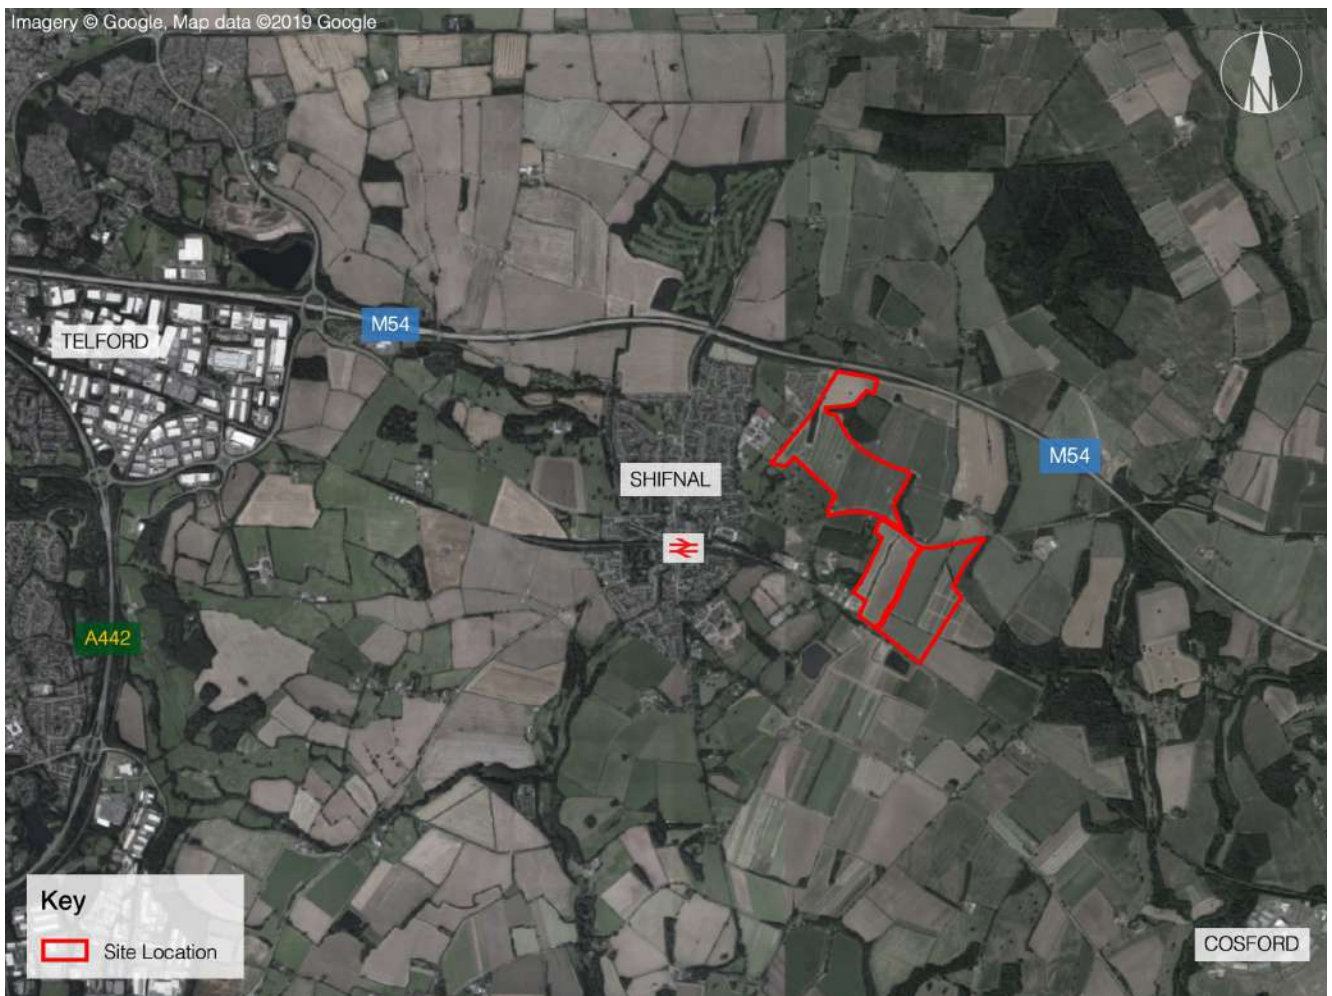 Imagery © Google, Map data ©2019 Google
N
M54
TELFORD
SHIFNAL
M54
A442
Key
Site Location
COSFORD